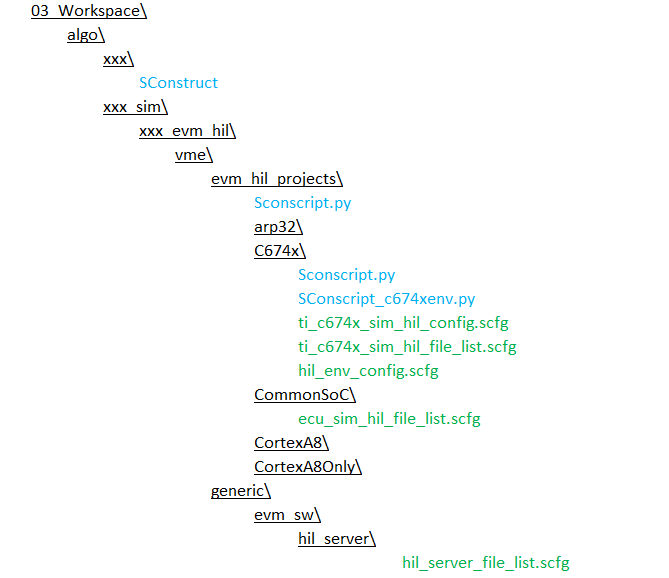 03_Workspace\
algo\
xxx\
SConstruct
xxx_sim\
xxx_evm_hil\
vme\
evm_hil_projects\
Sconscript.py
arp32\
C674x\
Sconscript.py
SConscript_c674xenv.py
ti_c674x_sim_hil_config.scfg
ti_c674x_sim_hil_file_list.scfg
hil_env_config.scfg
CommonSoC\
ecu_sim_hil_file_list.scfg
CortexA8\
CortexA8Only\
generic\
evm_sw\
hil_server\
hil_server_file_list.scfg